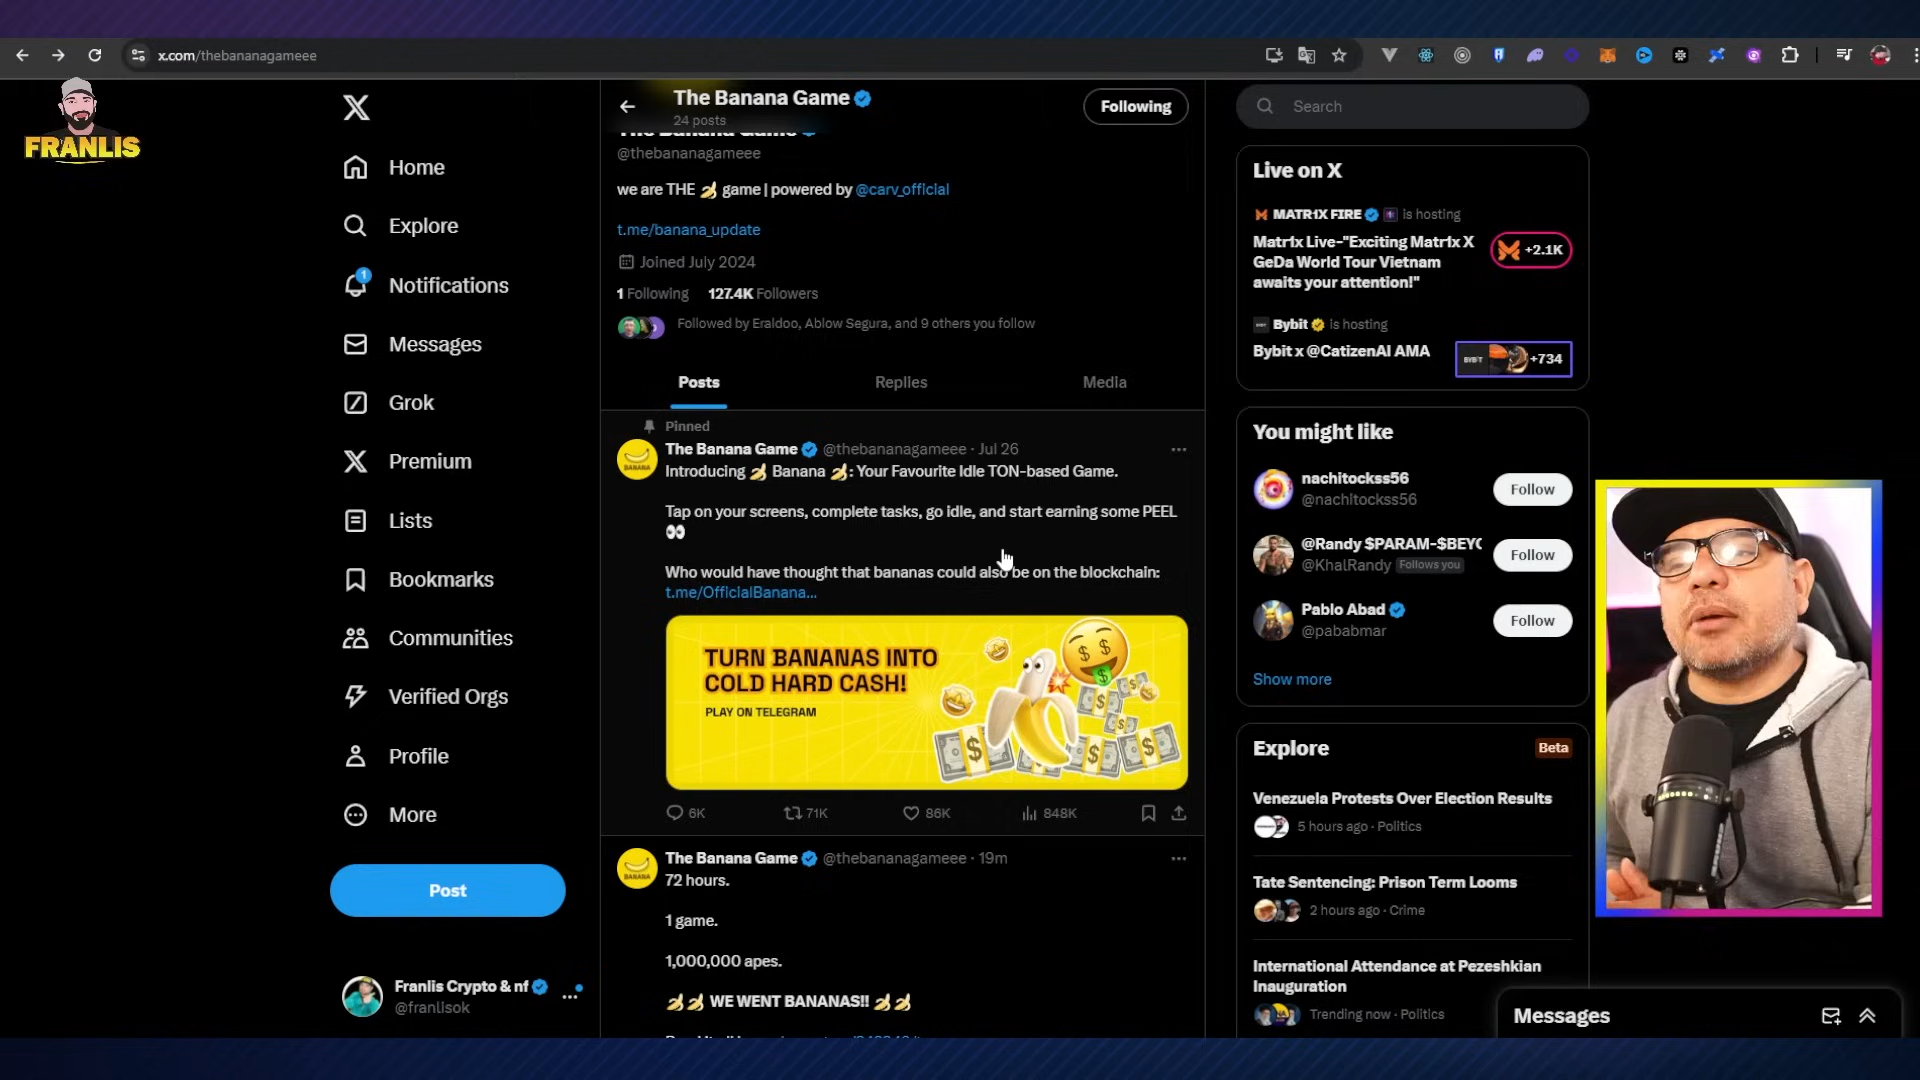 x.com/thebananagameee
FRANLIS
Home
Explore
1
Notifications
Messages
Grok
Premium
Lists
Bookmarks
Communities
Verified Orgs
Profile
More
Post
Franlis Crypto & nf
@franlisok
The Banana Game
24 posts
Following
The Banana Game
@thebananagameee
we are THE 🍌 game | powered by @carv_official
t.me/banana_update
Joined July 2024
1 Following 127.4K Followers
Followed by Eraldoo, Ablow Segura, and 9 others you follow
Posts Replies Media
Pinned
BANANA
The Banana Game @thebananagameee · Jul 26
Introducing 🍌 Banana 🍌: Your Favourite Idle TON-based Game.
Tap on your screens, complete tasks, go idle, and start earning some PEEL
👀
Who would have thought that bananas could also be on the blockchain:
t.me/OfficialBanana...
TURN BANANAS INTO
COLD HARD CASH!
PLAY ON TELEGRAM
6K 71K 86K 848K
BANANA
The Banana Game @thebananagameee · 19m
72 hours.
1 game.
1,000,000 apes.
🍌🍌 WE WENT BANANAS!! 🍌🍌
Search
Live on X
MATR1X FIRE is hosting
Matr1x Live-"Exciting Matr1x X
GeDa World Tour Vietnam
awaits your attention!"
+2.1K
Bybit is hosting
Bybit x @CatizenAI AMA
BYBIT
+734
You might like
nachitockss56
@nachitockss56
Follow
@Randy $PARAM-$BEYC
@KhalRandy Follows you
Follow
Pablo Abad
@pababmar
Follow
Show more
Explore
Beta
Venezuela Protests Over Election Results
5 hours ago · Politics
Tate Sentencing: Prison Term Looms
2 hours ago · Crime
International Attendance at Pezeshkian
Inauguration
Trending now · Politics
Messages